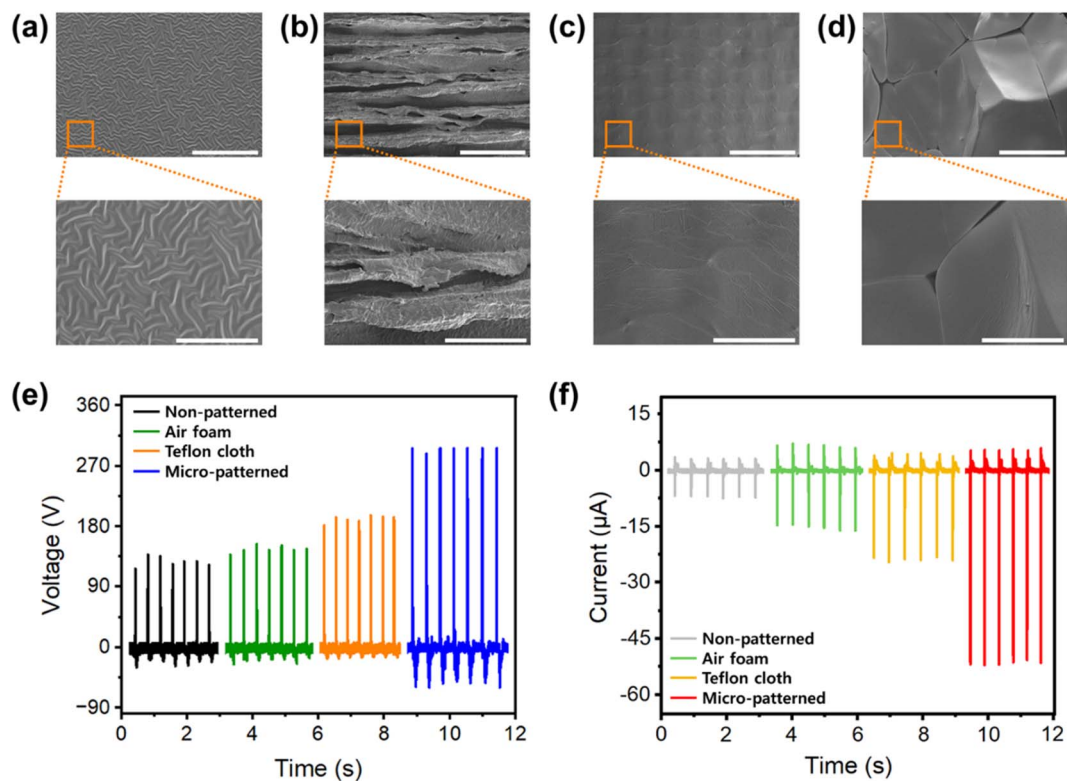 (a)
(b)
(c)
(d)
(e)
360
270
180
90
0
−90
Voltage (V)
Non-patterned
Air foam
Teflon cloth
Micro-patterned
0 2 4 6 8 10 12
Time (s)
(f)
15
0
-15
-30
-45
-60
Current (μA)
Non-patterned
Air foam
Teflon cloth
Micro-patterned
0 2 4 6 8 10 12
Time (s)